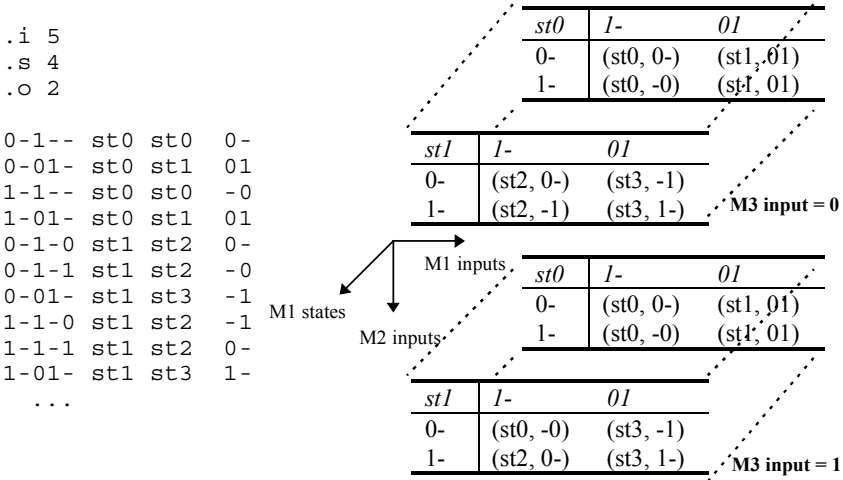 .i 5
.s 4
.o 2
0-1-- st0 st0 0-
0-01- st0 st1 01
1-1-- st0 st0 -0
1-01- st0 st1 01
0-1-0 st1 st2 0-
0-1-1 st1 st2 -0
0-01- st1 st3 -1
1-1-0 st1 st2 -1
1-1-1 st1 st2 0-
1-01- st1 st3 1-
...
st0 1- 01
0- (st0, 0-) (st1, 01)
1- (st0, -0) (st1, 01)
st1 1- 01
0- (st2, 0-) (st3, -1)
1- (st2, -1) (st3, 1-)
M3 input = 0
M1 inputs
M1 states
M2 inputs
st0 1- 01
0- (st0, 0-) (st1, 01)
1- (st0, -0) (st1, 01)
st1 1- 01
0- (st0, -0) (st3, -1)
1- (st2, 0-) (st3, 1-)
M3 input = 1